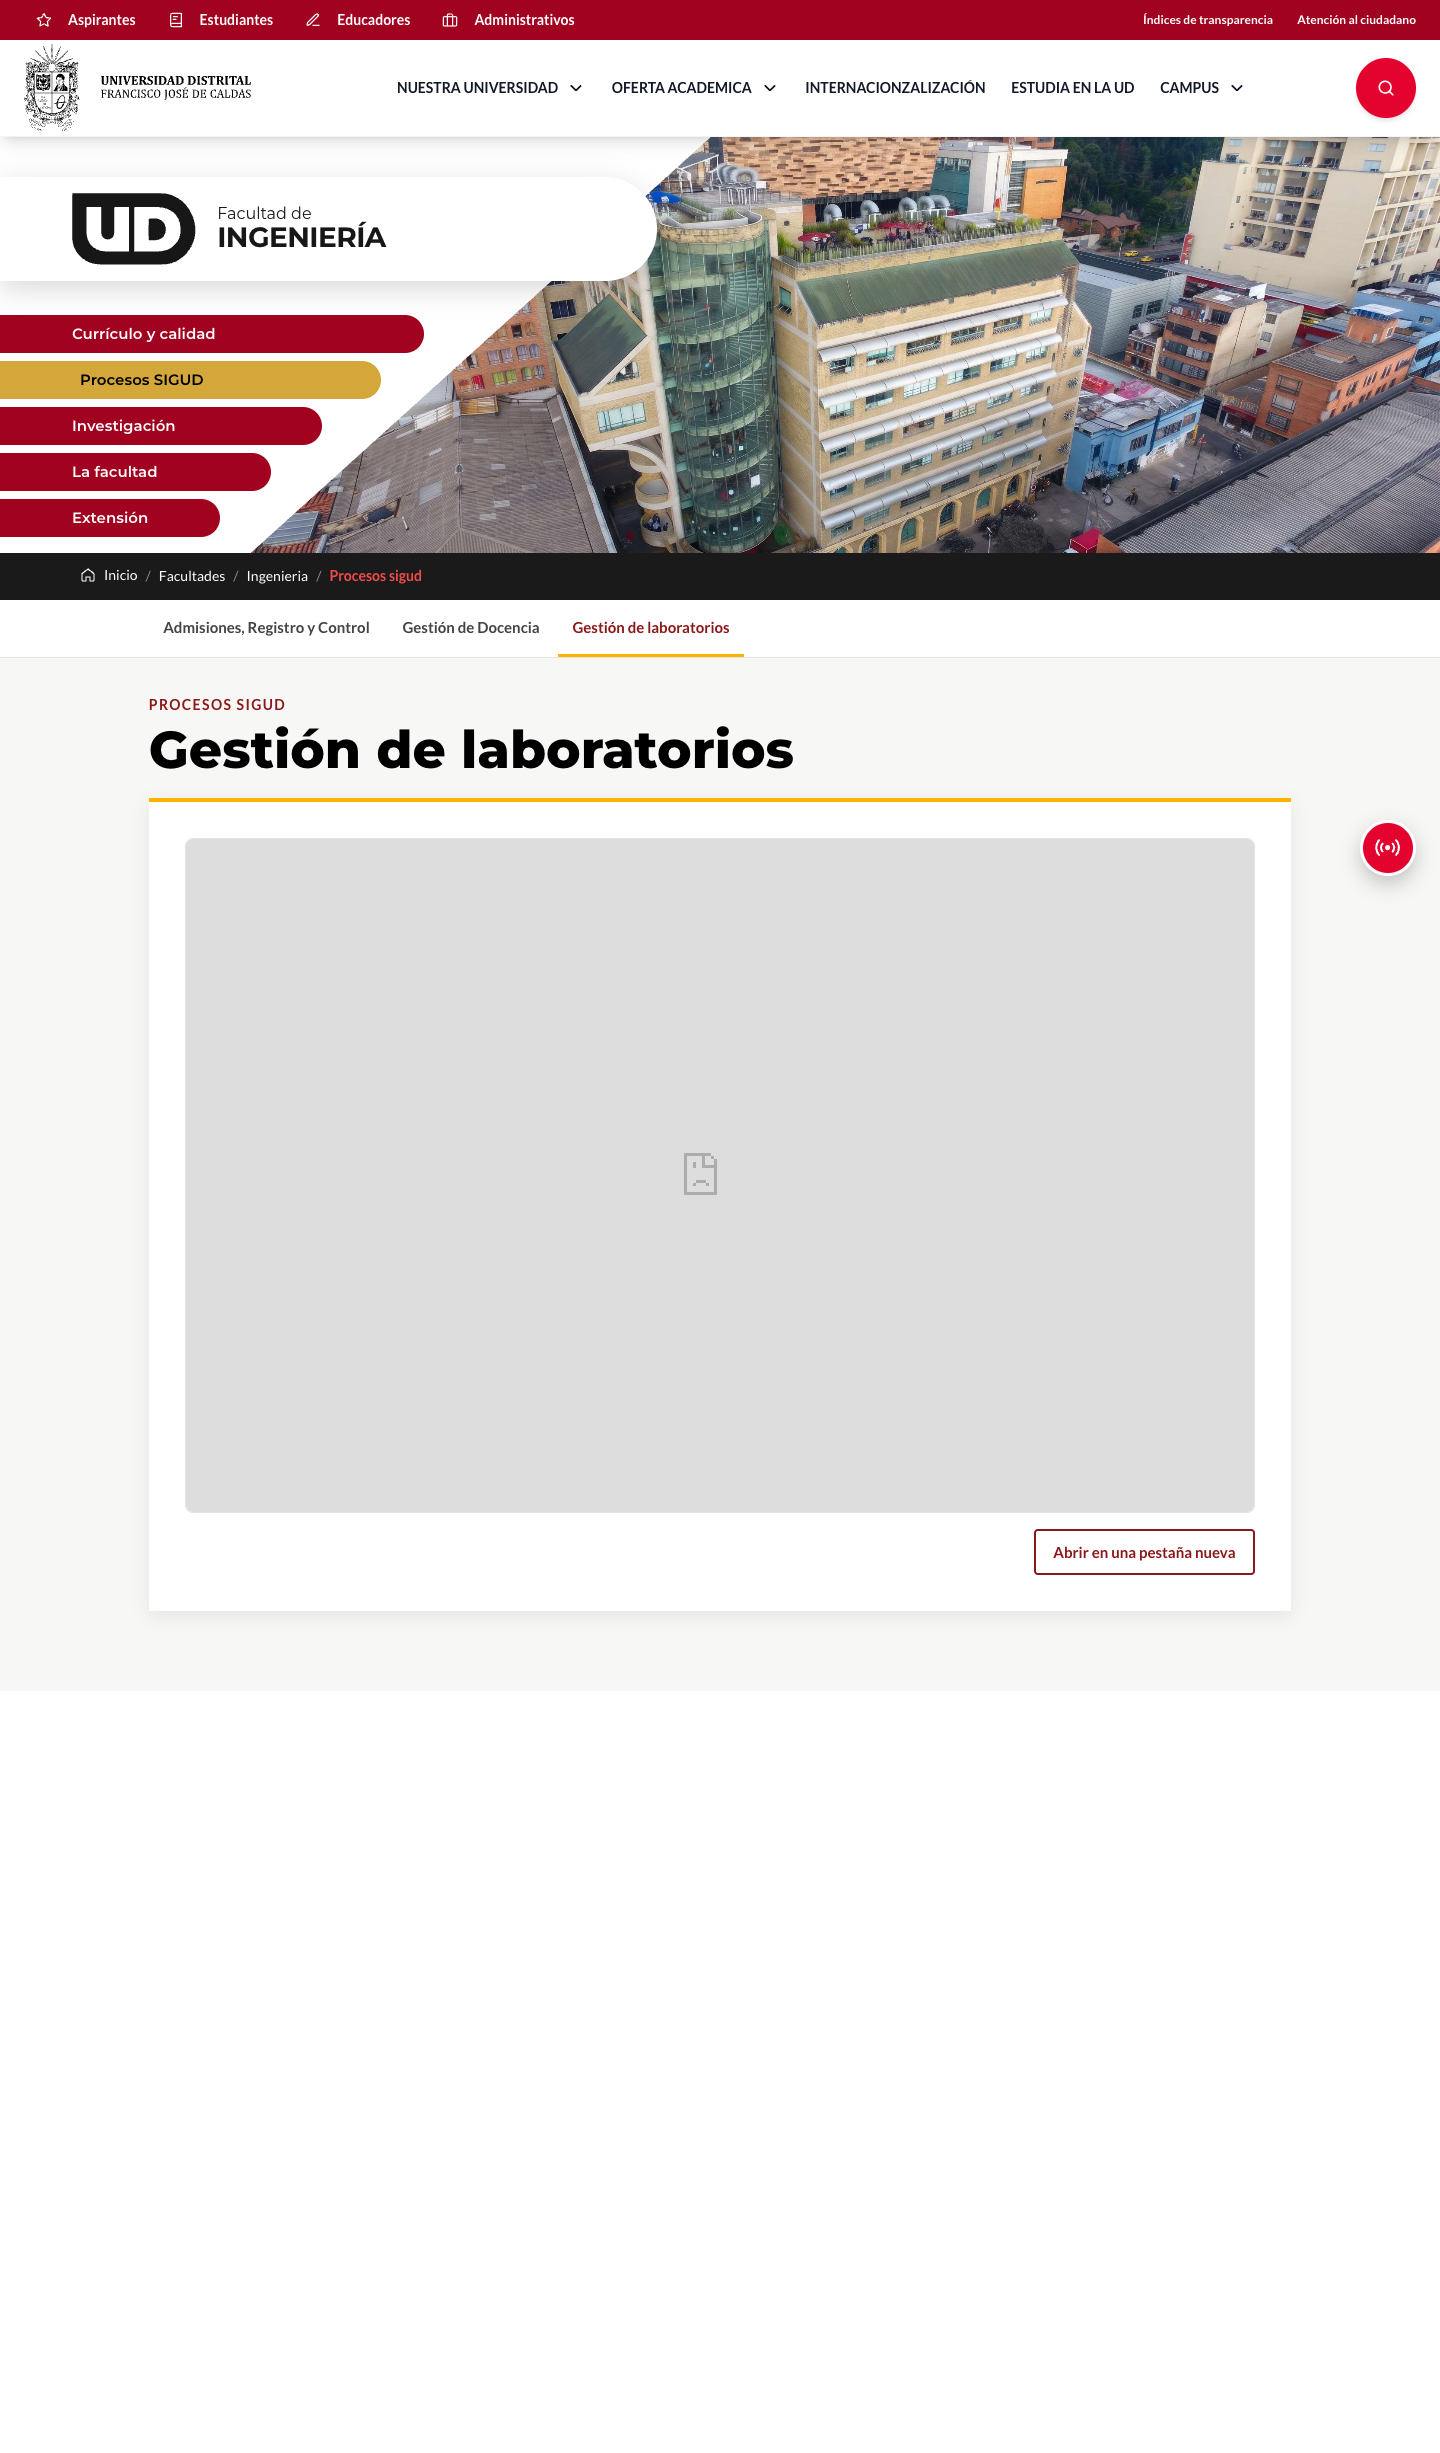 Aspirantes
Estudiantes
Educadores
Administrativos
Índices de transparencia
Atención al ciudadano
UNIVERSIDAD DISTRITAL
FRANCISCO JOSÉ DE CALDAS
NUESTRA UNIVERSIDAD
OFERTA ACADEMICA
INTERNACIONZALIZACIÓN
ESTUDIA EN LA UD
CAMPUS
UD
Facultad de
INGENIERÍA
Currículo y calidad
Procesos SIGUD
Investigación
La facultad
Extensión
Inicio / Facultades / Ingenieria / Procesos sigud
Admisiones, Registro y Control
Gestión de Docencia
Gestión de laboratorios
PROCESOS SIGUD
Gestión de laboratorios
Abrir en una pestaña nueva